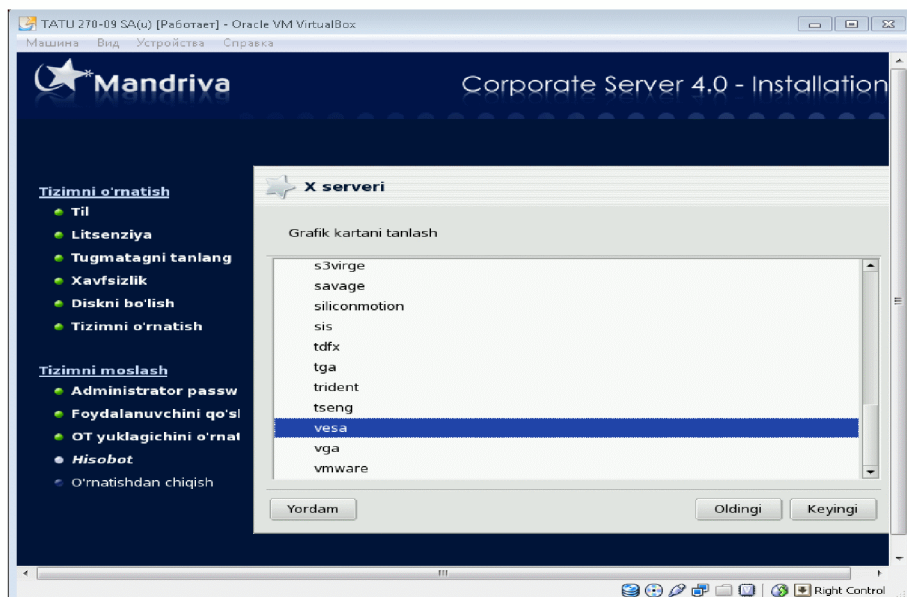 TATU 270-09 SA(u) [Работает] - Oracle VM VirtualBox
Машина Вид Устройства Справка
Mandriva
Corporate Server 4.0 - Installation
Tizimni o'rnatish
Til
Litsenziya
Tugmatagni tanlang
Xavfsizlik
Diskni bo'lish
Tizimni o'rnatish
Tizimni moslash
Administrator passw
Foydalanuvchini qo'sl
OT yuklagichini o'rnat
Hisobot
O'rnatishdan chiqish
X serveri
Grafik kartani tanlash
s3virge
savage
siliconmotion
sis
tdfx
tga
trident
tseng
vesa
vga
vmware
Yordam
Oldingi
Keyingi
Right Control